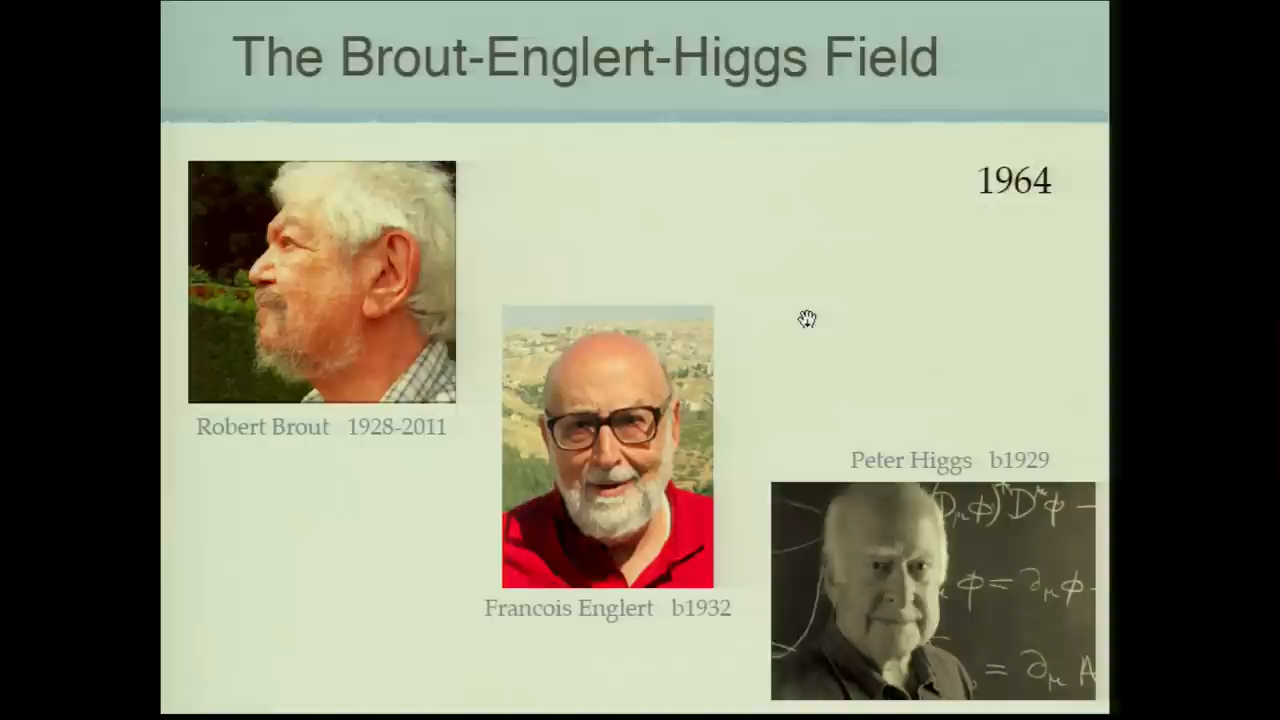 The Brout-Englert-Higgs Field
1964
Robert Brout 1928-2011
Francois Englert b1932
Peter Higgs b1929